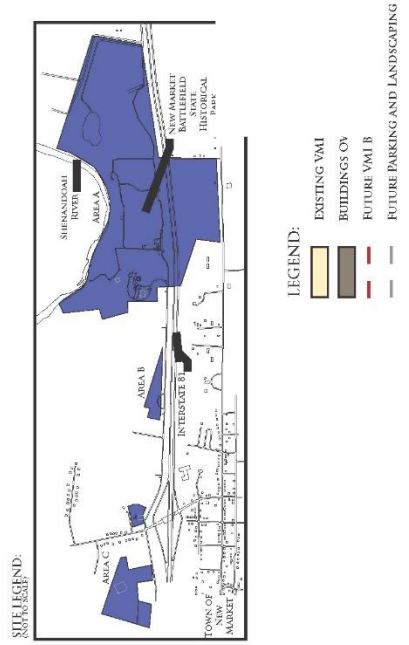 SITE LEGEND:
(NOT TO SCALE)
AREA C
TOWN OF
NEW
MARKET
AREA B
INTERSTATE 81
SHENANDOAH
RIVER
AREA A
NEW MARKET
BATTLEFIELD
STATE
HISTORICAL
PARK
LEGEND:
EXISTING VMI
BUILDINGS OV
FUTURE VMI B
FUTURE PARKING AND LANDSCAPING